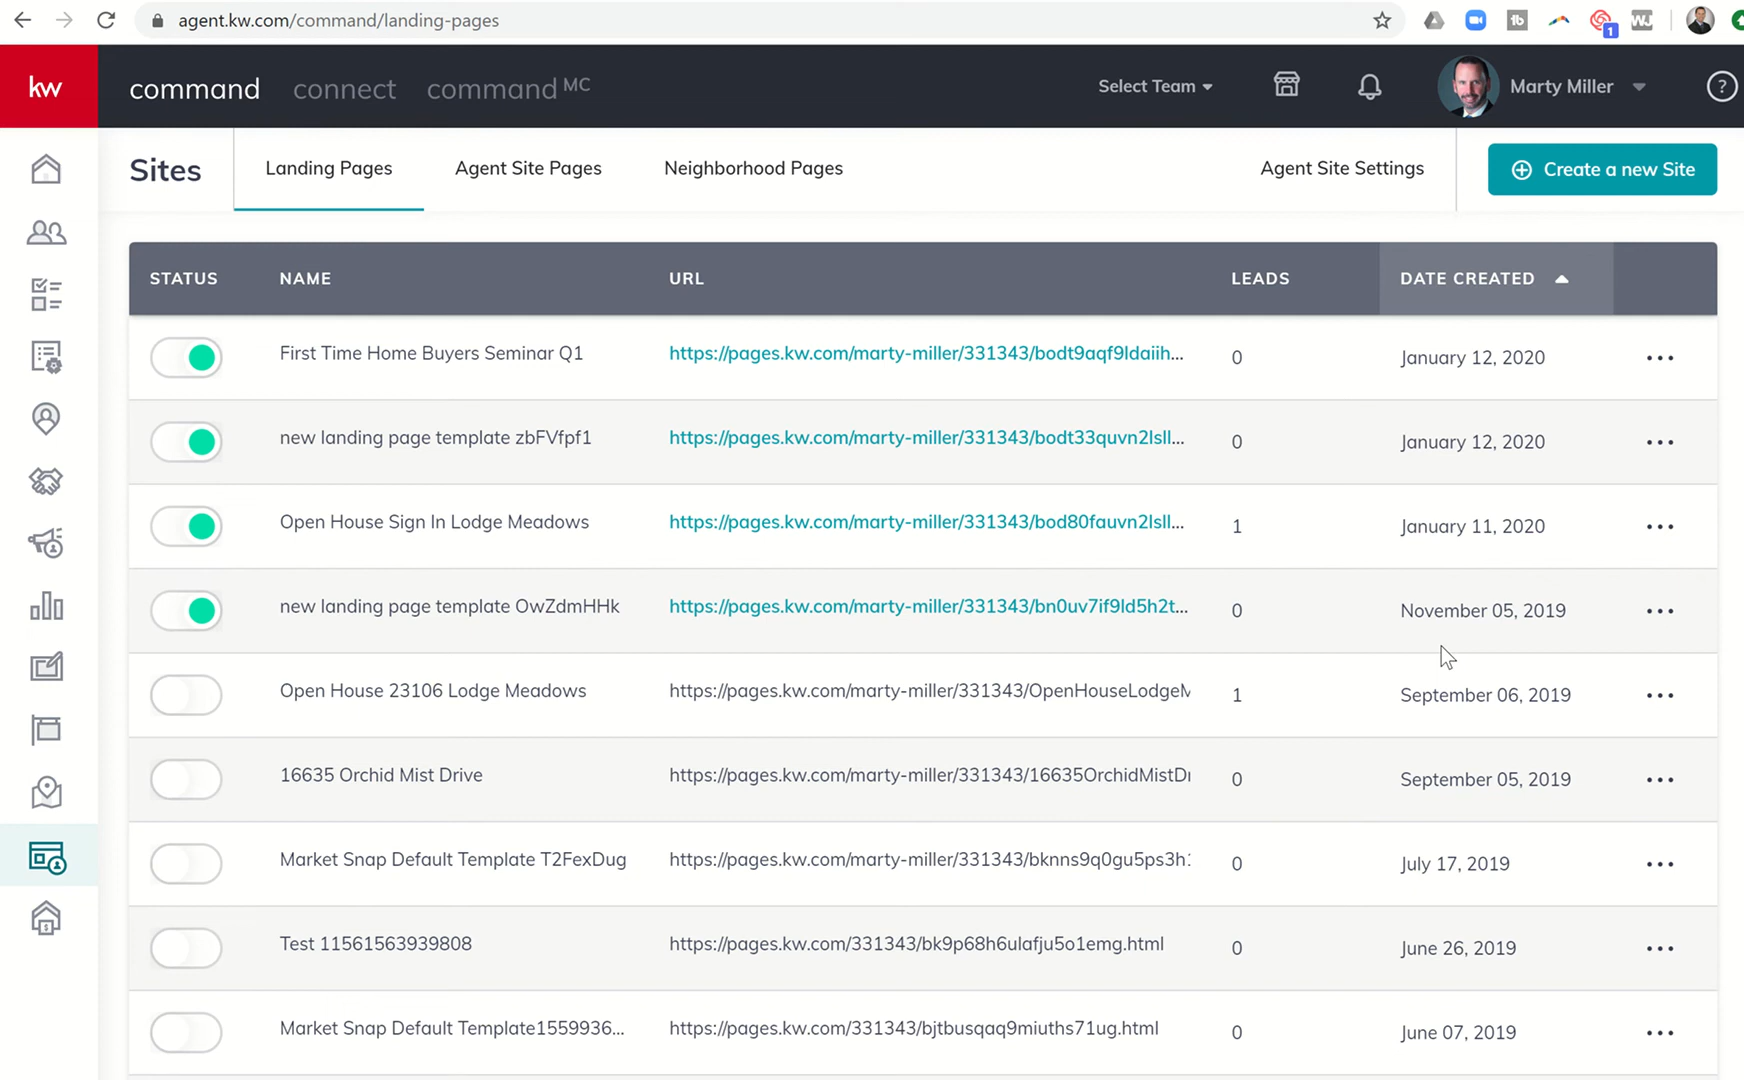 agent.kw.com/command/landing-pages
1
kw command connect command MC Select Team Marty Miller ?
Sites Landing Pages Agent Site Pages Neighborhood Pages Agent Site Settings Create a new Site
STATUS NAME URL LEADS DATE CREATED
First Time Home Buyers Seminar Q1 https://pages.kw.com/marty-miller/331343/bodt9aqf9ldaiih... 0 January 12, 2020
new landing page template zbFVfpf1 https://pages.kw.com/marty-miller/331343/bodt33quvn2lsll... 0 January 12, 2020
Open House Sign In Lodge Meadows https://pages.kw.com/marty-miller/331343/bod80fauvn2lsll... 1 January 11, 2020
new landing page template OwZdmHHk https://pages.kw.com/marty-miller/331343/bn0uv7if9ld5h2t... 0 November 05, 2019
Open House 23106 Lodge Meadows https://pages.kw.com/marty-miller/331343/OpenHouseLodgeM 1 September 06, 2019
16635 Orchid Mist Drive https://pages.kw.com/marty-miller/331343/16635OrchidMistDr 0 September 05, 2019
Market Snap Default Template T2FexDug https://pages.kw.com/marty-miller/331343/bknns9q0gu5ps3h 0 July 17, 2019
Test 11561563939808 https://pages.kw.com/331343/bk9p68h6ulafju5o1emg.html 0 June 26, 2019
Market Snap Default Template1559936... https://pages.kw.com/331343/bjtbusqaq9miuths71ug.html 0 June 07, 2019